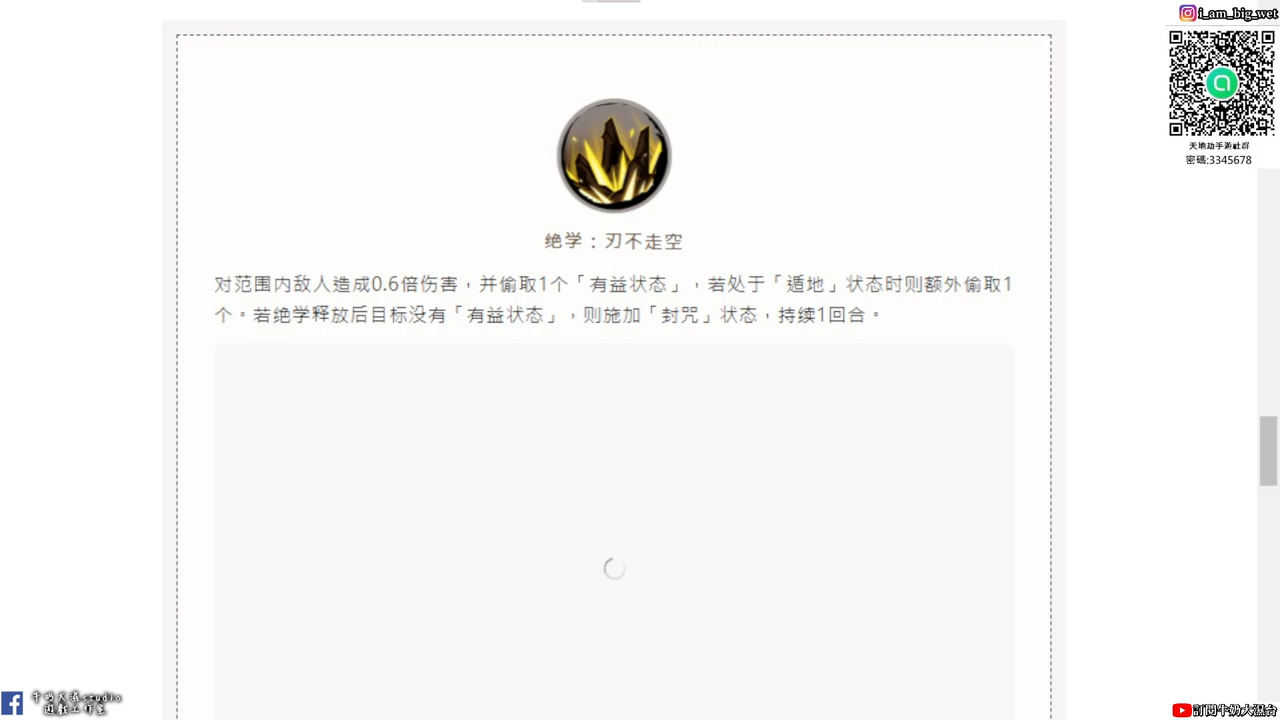 i_am_big_wet
天地劫手遊社群
密碼:3345678
绝学：刃不走空
对范围内敌人造成0.6倍伤害，并偷取1个「有益状态」，若处于「遁地」状态时则额外偷取1
个。若绝学释放后目标没有「有益状态」，则施加「封咒」状态，持续1回合。
牛奶大濕studio
遊戲工作室
訂閱牛奶大濕台